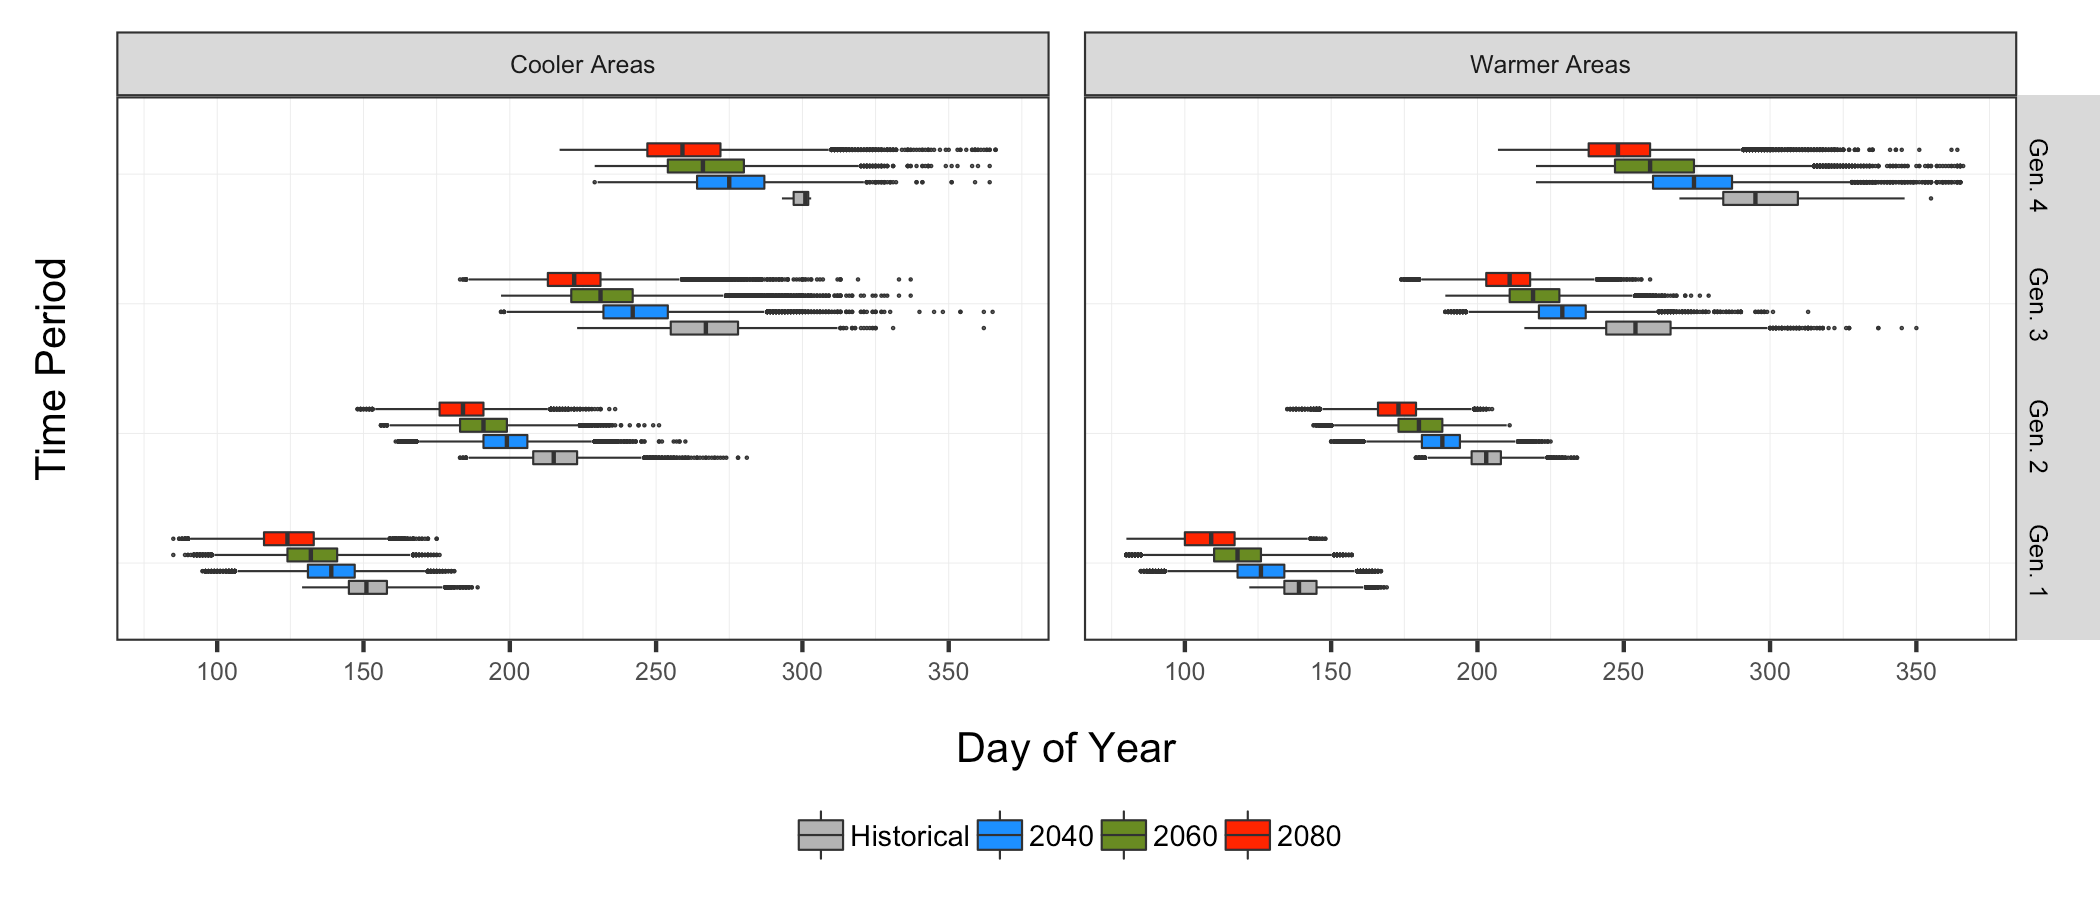 Cooler Areas
Warmer Areas
Time Period
Gen. 4
Gen. 3
Gen. 2
Gen. 1
100 150 200 250 300 350
100 150 200 250 300 350
Day of Year
Historical 2040 2060 2080